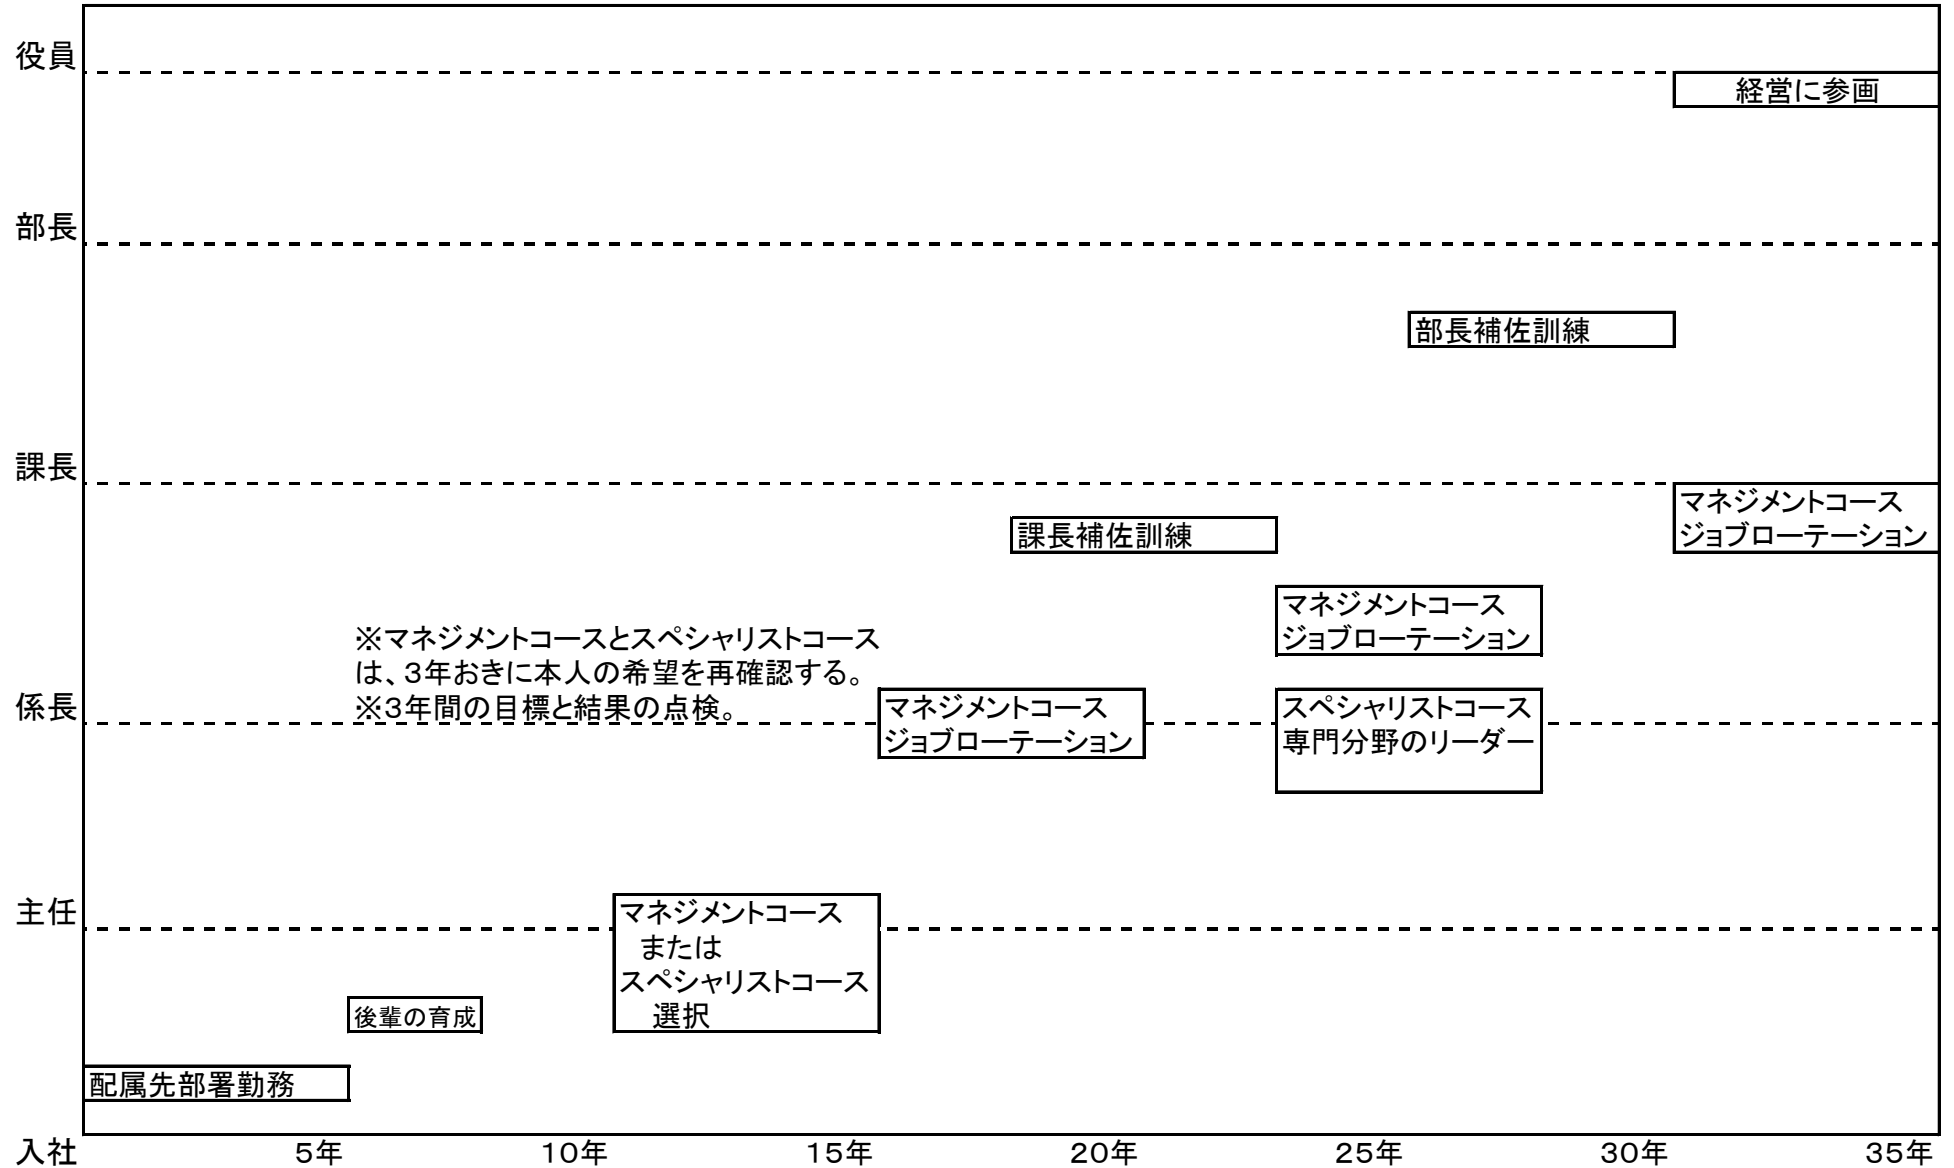 役員
経営に参画
部長
部長補佐訓練
課長
マネジメントコース
ジョブローテーション
課長補佐訓練
マネジメントコース
ジョブローテーション
※マネジメントコースとスペシャリストコース
は、3年おきに本人の希望を再確認する。
※3年間の目標と結果の点検。
係長
マネジメントコース
ジョブローテーション
スペシャリストコース
専門分野のリーダー
主任
マネジメントコース
または
スペシャリストコース
選択
後輩の育成
配属先部署勤務
入社
5年
10年
15年
20年
25年
30年
35年